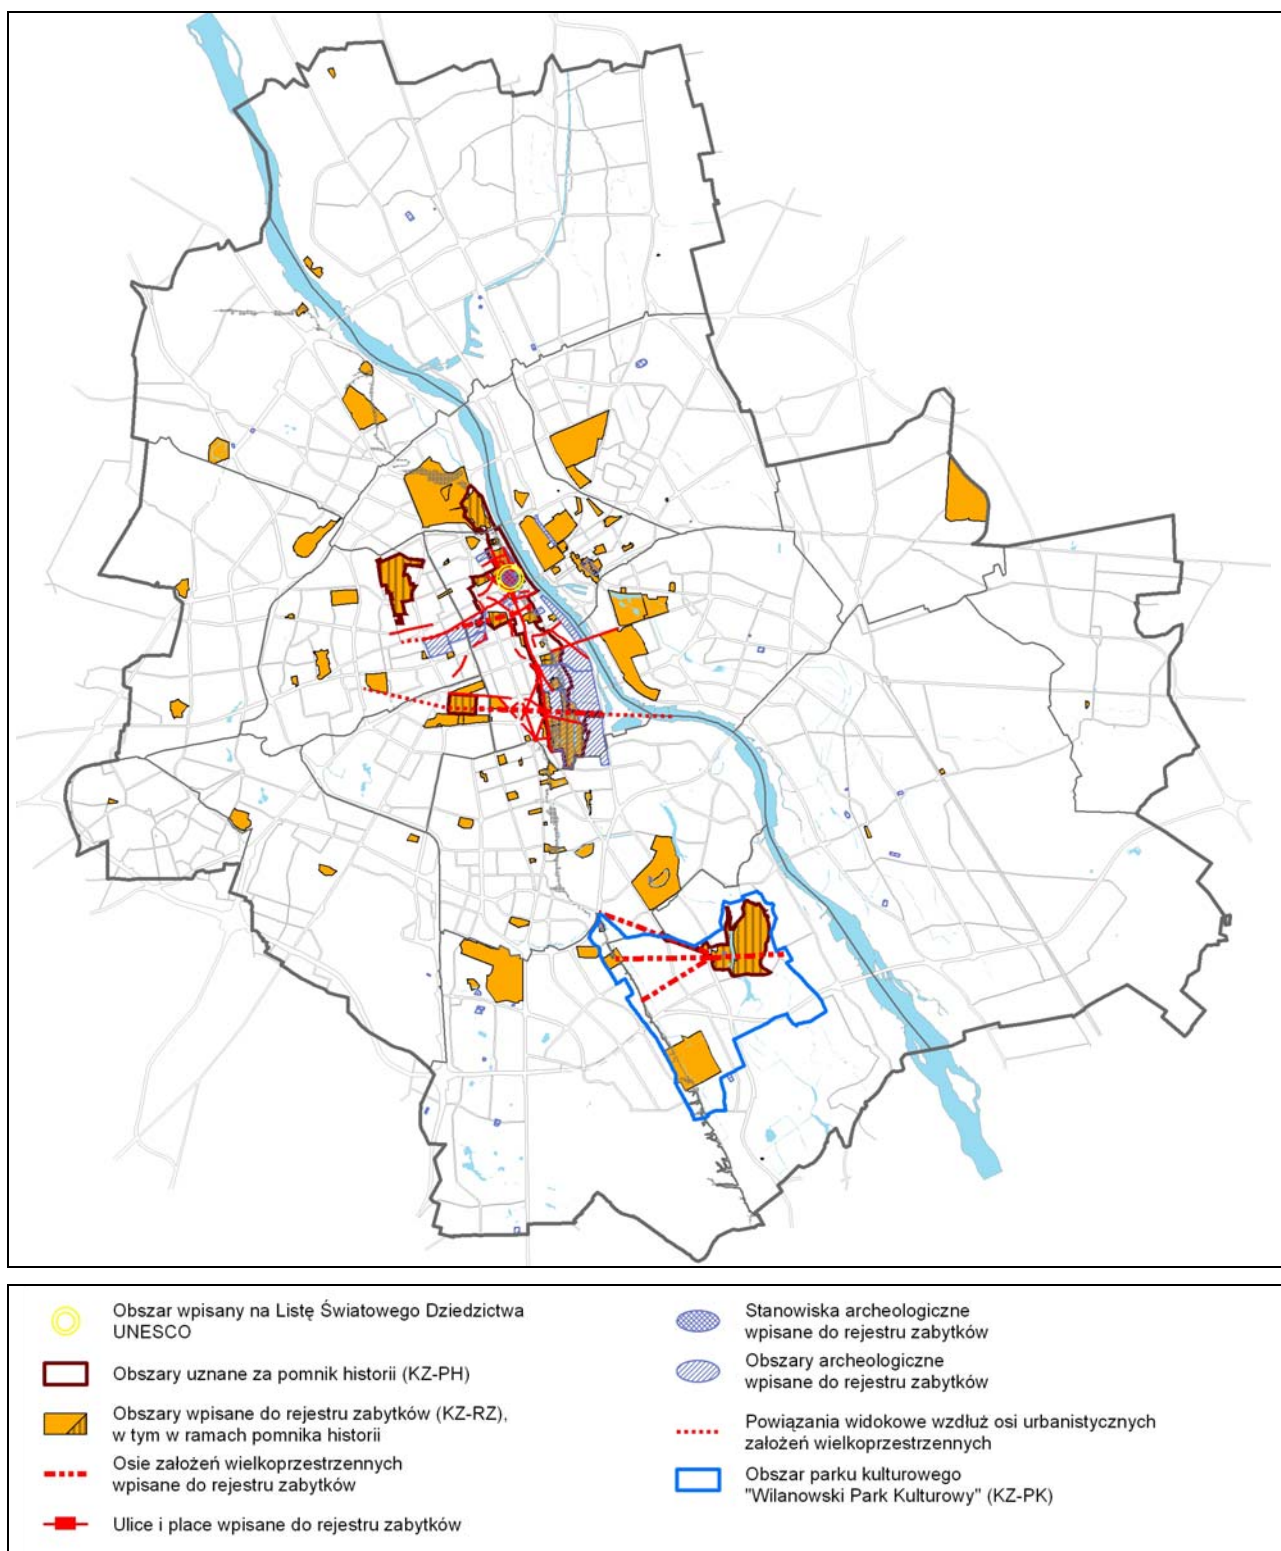 Obszar wpisany na Listę Światowego Dziedzictwa
UNESCO
Obszary uznane za pomnik historii (KZ-PH)
Obszary wpisane do rejestru zabytków (KZ-RZ),
w tym w ramach pomnika historii
Osie założeń wielkoprzestrzennych
wpisane do rejestru zabytków
Ulice i place wpisane do rejestru zabytków
Stanowiska archeologiczne
wpisane do rejestru zabytków
Obszary archeologiczne
wpisane do rejestru zabytków
Powiązania widokowe wzdłuż osi urbanistycznych
założeń wielkoprzestrzennych
Obszar parku kulturowego
"Wilanowski Park Kulturowy" (KZ-PK)